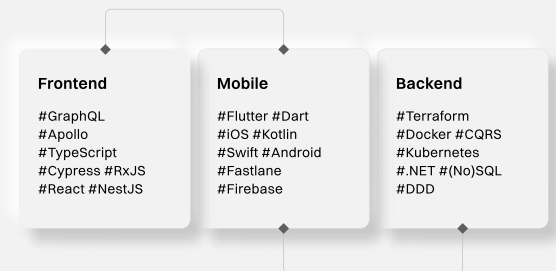 Frontend
#GraphQL
#Apollo
#TypeScript
#Cypress #RxJS
#React #NestJS
Mobile
#Flutter #Dart
#iOS #Kotlin
#Swift #Android
#Fastlane
#Firebase
Backend
#Terraform
#Docker #CQRS
#Kubernetes
#.NET #(No)SQL
#DDD